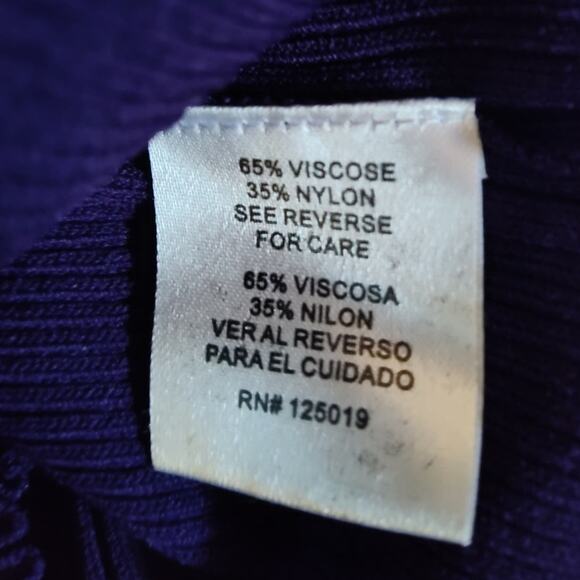 65% VISCOSE
35% NYLON
SEE REVERSE
FOR CARE
65% VISCOSA
35% NILON
VER AL REVERSO
PARA EL CUIDADO
RN# 125019